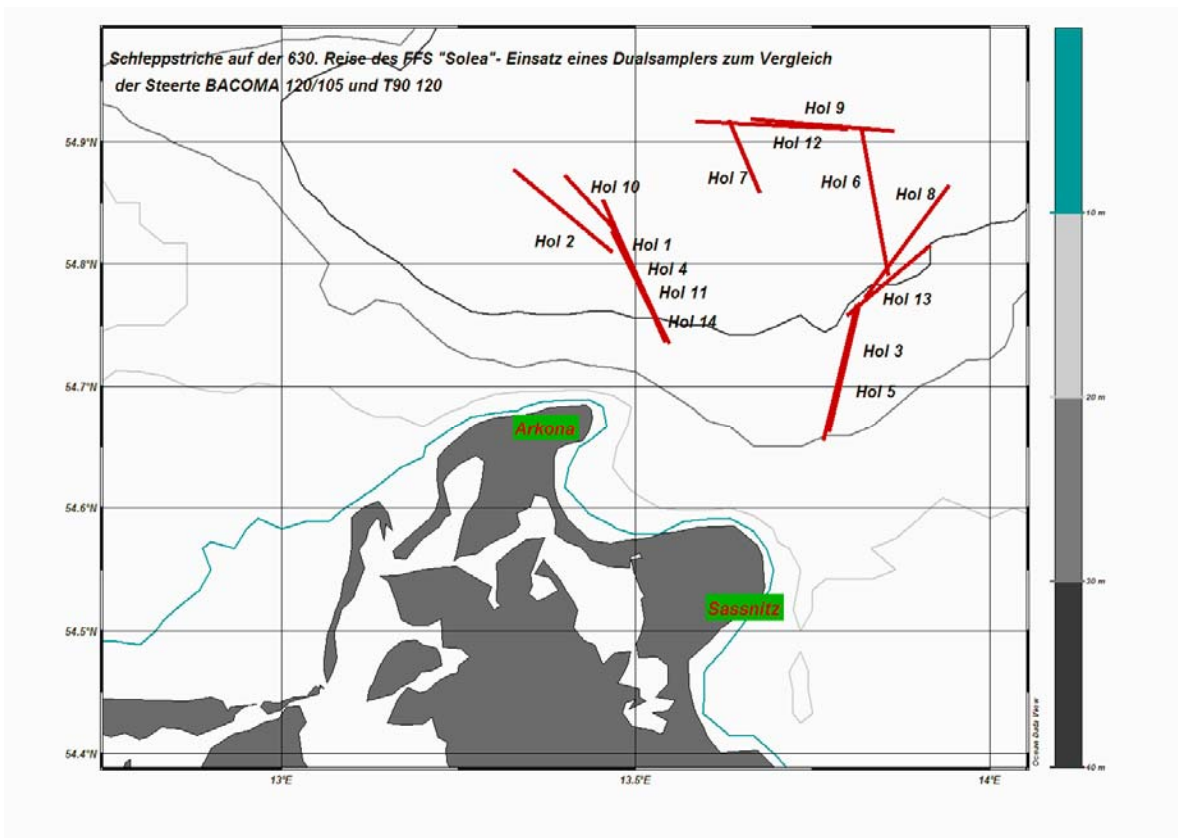 Schleppstriche auf der 630. Reise des FFS "Solea"- Einsatz eines Dualsamplers zum Vergleich
der Steerte BACOMA 120/105 und T90 120
Hol 9
54.9°N
Hol 12
Hol 7
Hol 6
Hol 10
Hol 8
10 m
Hol 2
Hol 1
54.8°N
Hol 4
Hol 11
Hol 13
Hol 14
Hol 3
54.7°N
Hol 5
20 m
Arkona
54.6°N
30 m
Sassnitz
54.5°N
Ocean Data View
54.4°N
40 m
13°E
13.5°E
14°E